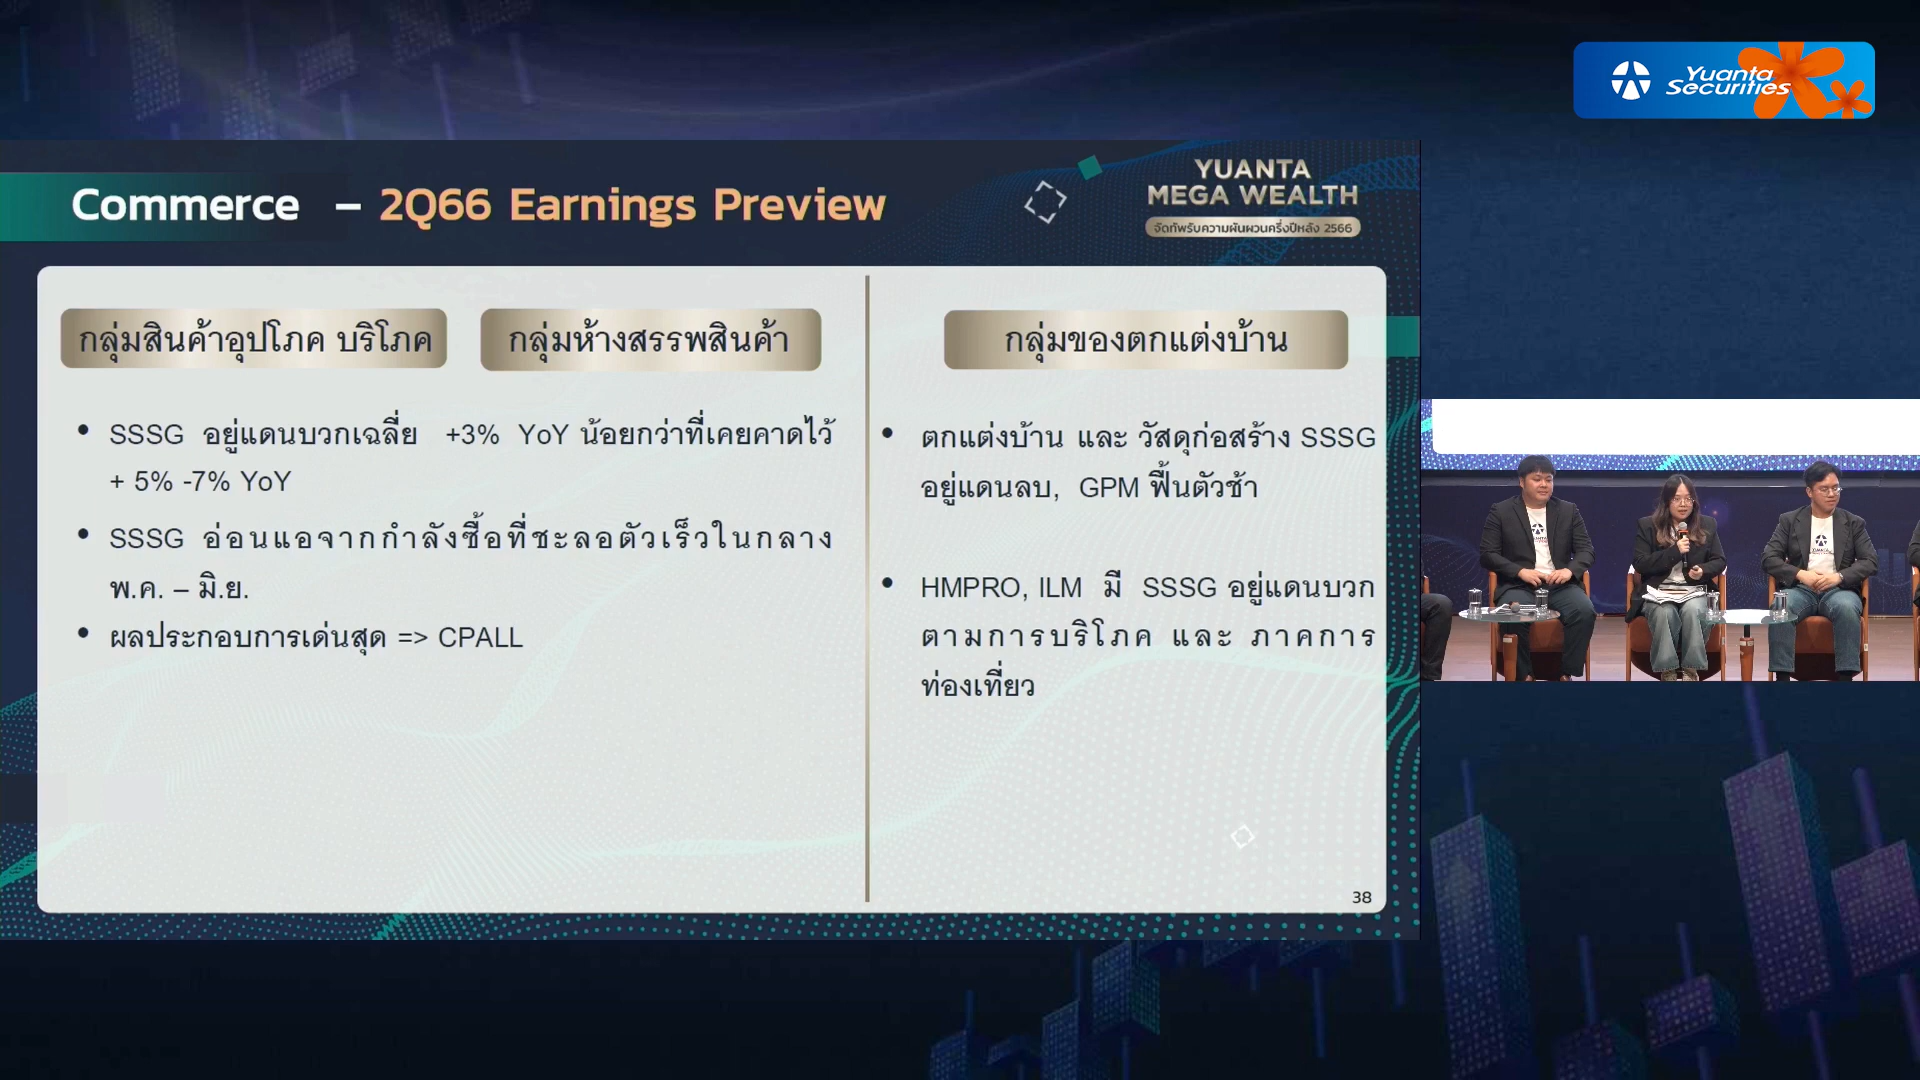 Yuanta
Securities
Commerce – 2Q66 Earnings Preview
YUANTA
MEGA WEALTH
จัดทัพรับความผันผวนครึ่งปีหลัง 2566
กลุ่มสินค้าอุปโภค บริโภค
กลุ่มห้างสรรพสินค้า
• SSSG อยู่แดนบวกเฉลี่ย +3% YoY น้อยกว่าที่เคยคาดไว้
+ 5% -7% YoY
• SSSG อ่อนแอจากกำลังซื้อที่ชะลอตัวเร็วในกลาง
พ.ค. – มิ.ย.
• ผลประกอบการเด่นสุด => CPALL
กลุ่มของตกแต่งบ้าน
• ตกแต่งบ้าน และ วัสดุก่อสร้าง SSSG
อยู่แดนลบ, GPM ฟื้นตัวช้า
• HMPRO, ILM มี SSSG อยู่แดนบวก
ตามการบริโภค และ ภาคการ
ท่องเที่ยว
38